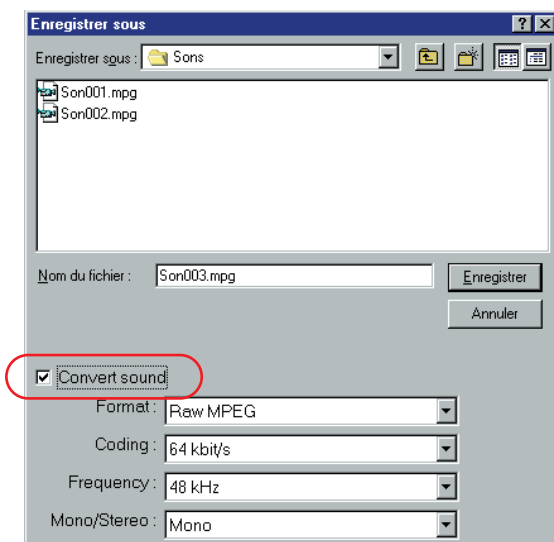 Enregistrer sous
Enregistrer sous : Sons
Son001.mpg
Son002.mpg
Nom du fichier : Son003.mpg Enregistrer
Annuler
Convert sound
Format : Raw MPEG
Coding : 64 kbit/s
Frequency : 48 kHz
Mono/Stereo : Mono